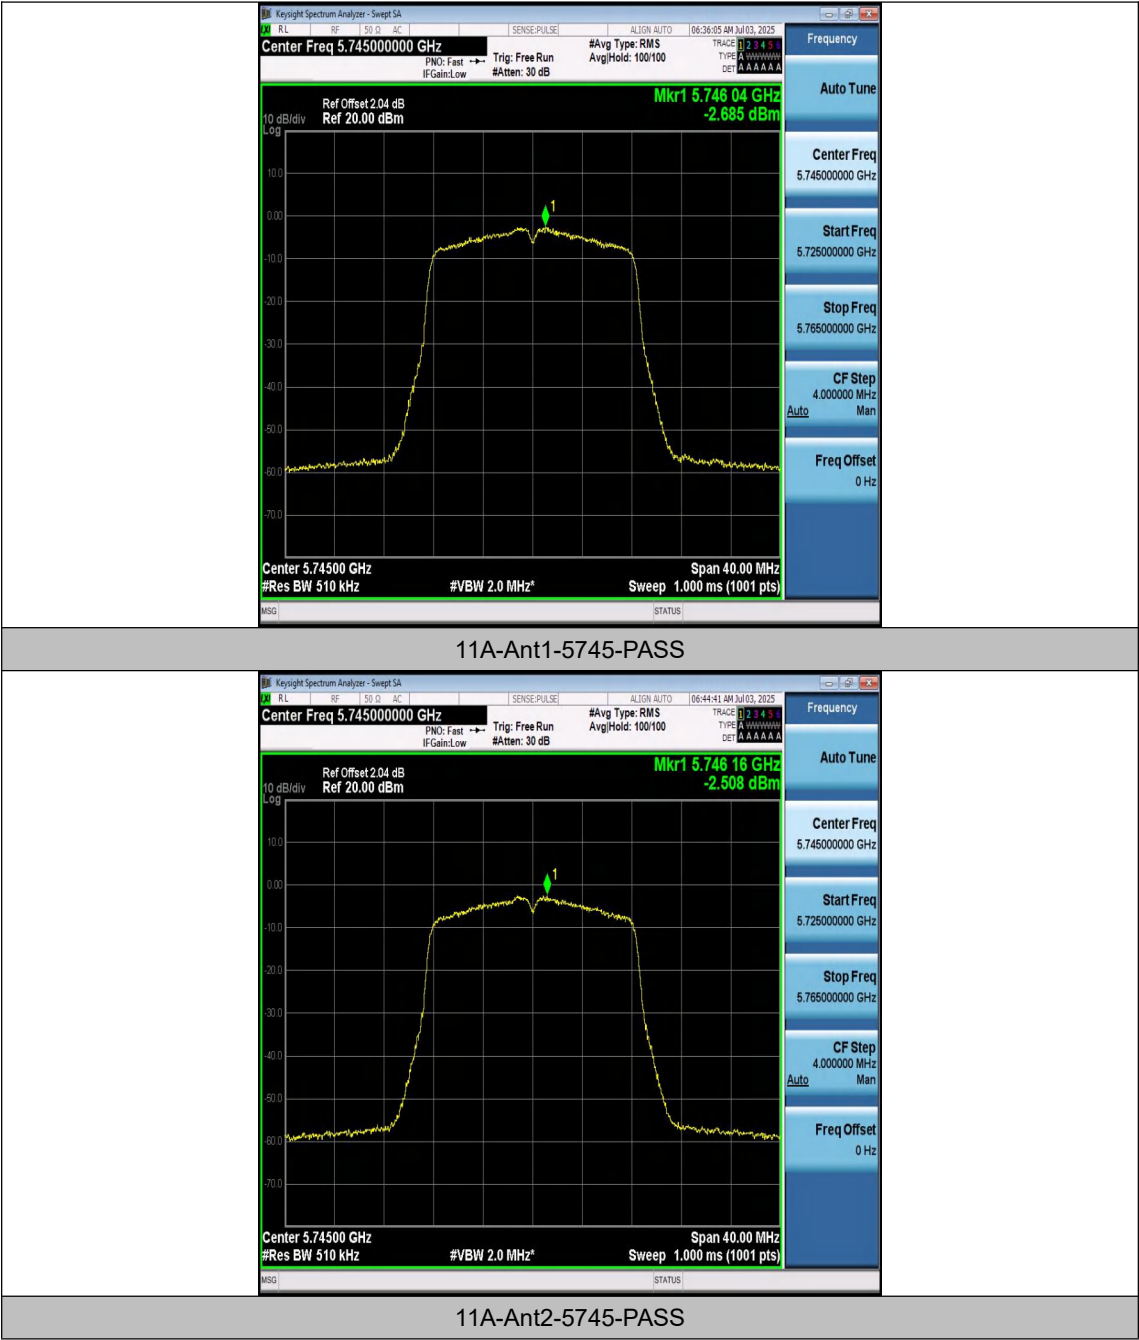 Keysight Spectrum Analyzer - Swept SA
RL RF 50 Ω AC SENSE:PULSE ALIGN AUTO 06:36:05 AM Jul 03, 2025
Center Freq 5.745000000 GHz
PNO: Fast
IFGain:Low
Trig: Free Run
#Atten: 30 dB
#Avg Type: RMS
Avg|Hold: 100/100
TRACE 1 2 3 4 5 6
TYPE A WWWWW
DET A A A A A A
Frequency
Mkr1 5.746 04 GHz
-2.685 dBm
Ref Offset 2.04 dB
10 dB/div Ref 20.00 dBm
Log
10.0
0.00
-10.0
-20.0
-30.0
-40.0
-50.0
-60.0
-70.0
1
Center 5.74500 GHz Span 40.00 MHz
#Res BW 510 kHz #VBW 2.0 MHz* Sweep 1.000 ms (1001 pts)
Auto Tune
Center Freq
5.745000000 GHz
Start Freq
5.725000000 GHz
Stop Freq
5.765000000 GHz
CF Step
4.000000 MHz
Auto Man
Freq Offset
0 Hz
MSG STATUS
11A-Ant1-5745-PASS
Keysight Spectrum Analyzer - Swept SA
RL RF 50 Ω AC SENSE:PULSE ALIGN AUTO 06:44:41 AM Jul 03, 2025
Center Freq 5.745000000 GHz
PNO: Fast
IFGain:Low
Trig: Free Run
#Atten: 30 dB
#Avg Type: RMS
Avg|Hold: 100/100
TRACE 1 2 3 4 5 6
TYPE A WWWWW
DET A A A A A A
Frequency
Mkr1 5.746 16 GHz
-2.508 dBm
Ref Offset 2.04 dB
10 dB/div Ref 20.00 dBm
Log
10.0
0.00
-10.0
-20.0
-30.0
-40.0
-50.0
-60.0
-70.0
1
Center 5.74500 GHz Span 40.00 MHz
#Res BW 510 kHz #VBW 2.0 MHz* Sweep 1.000 ms (1001 pts)
Auto Tune
Center Freq
5.745000000 GHz
Start Freq
5.725000000 GHz
Stop Freq
5.765000000 GHz
CF Step
4.000000 MHz
Auto Man
Freq Offset
0 Hz
MSG STATUS
11A-Ant2-5745-PASS